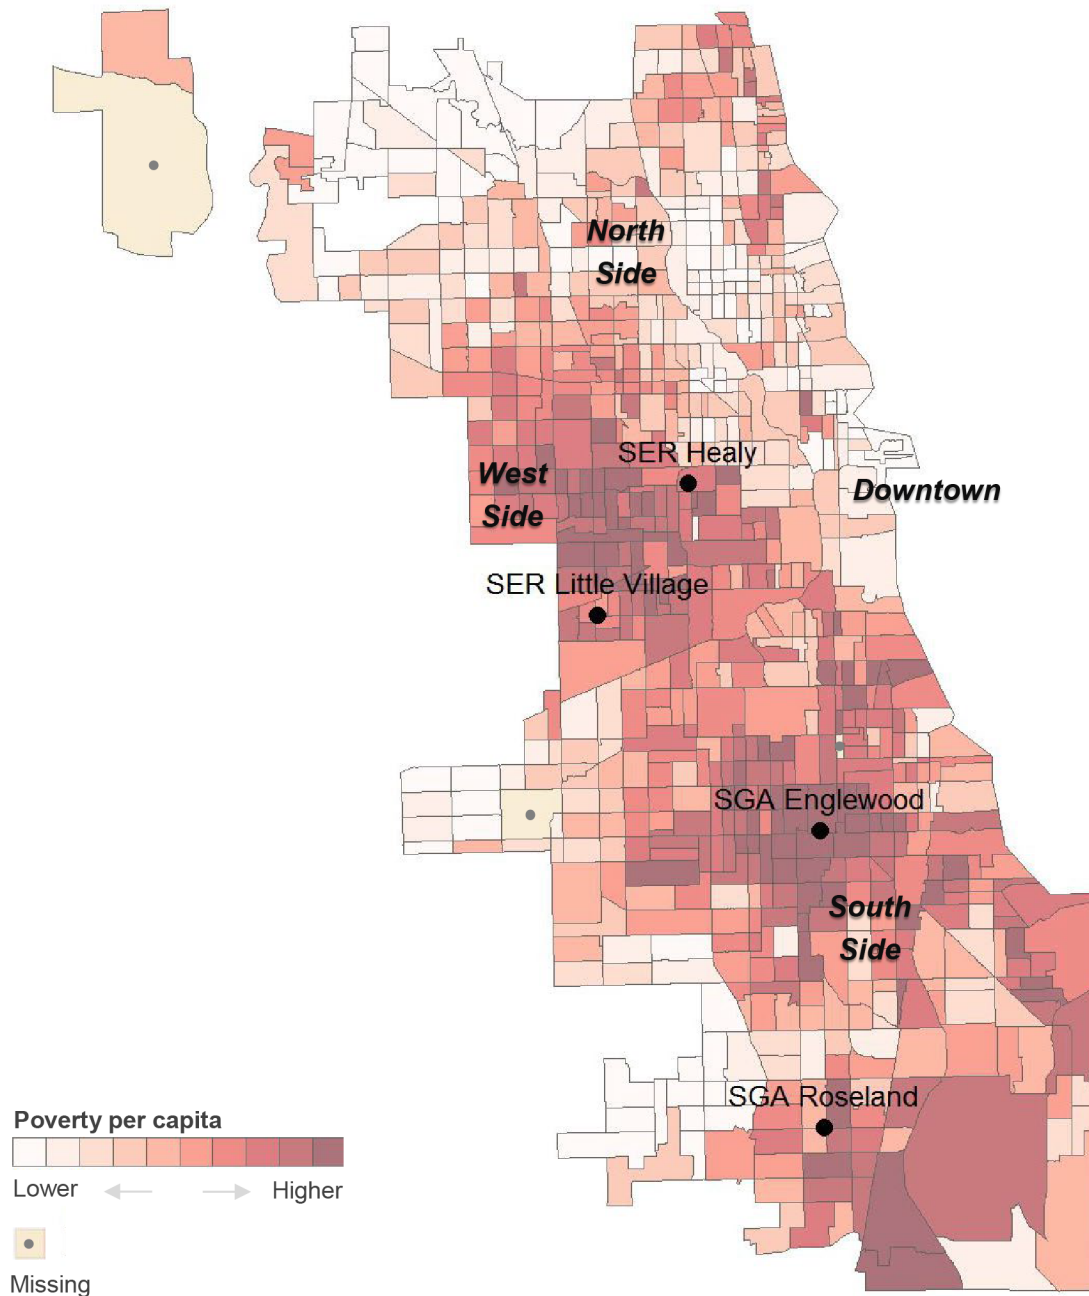 North
Side
SER Healy
West
Side
Downtown
SER Little Village
SGA Englewood
South
Side
SGA Roseland
Poverty per capita
Lower
Higher
Missing